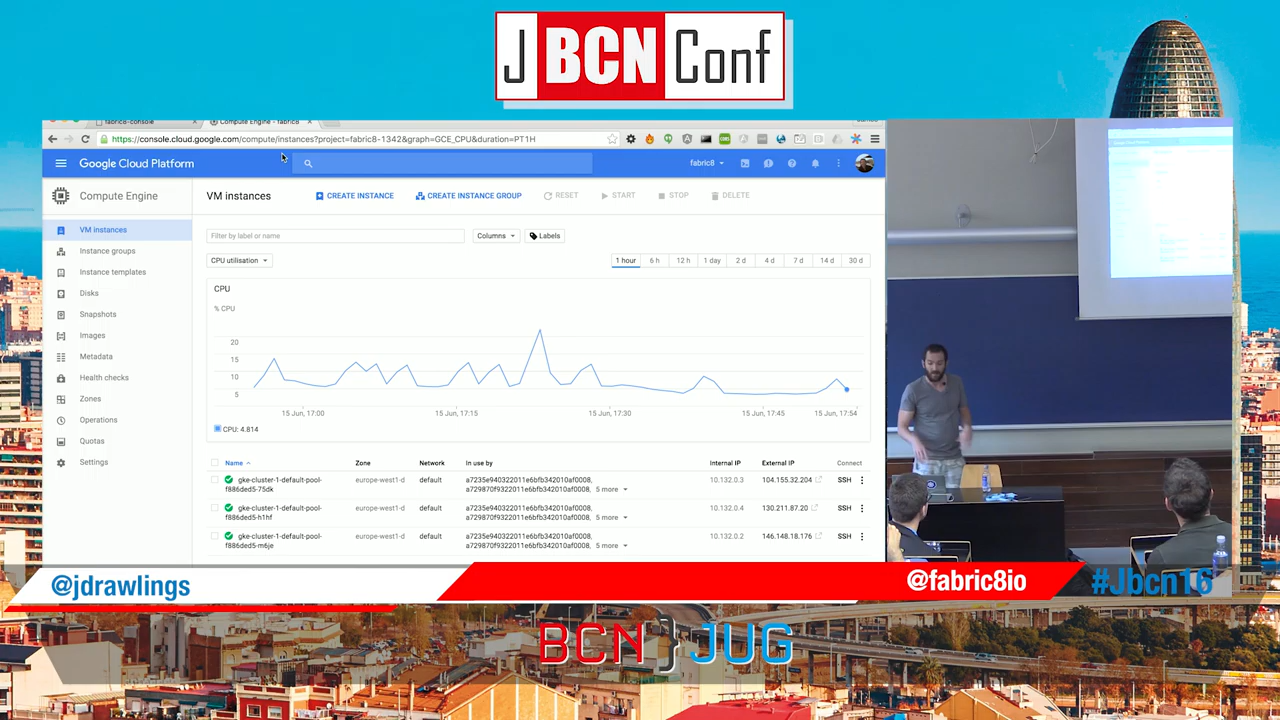 J BCN Conf
fabric8-console
Compute Engine - fabric8
https://console.cloud.google.com/compute/instances?project=fabric8-1342&graph=GCE_CPU&duration=PT1H
Google Cloud Platform
fabric8
Compute Engine
VM instances
CREATE INSTANCE
CREATE INSTANCE GROUP
RESET
START
STOP
DELETE
VM instances
Instance groups
Instance templates
Disks
Snapshots
Images
Metadata
Health checks
Zones
Operations
Quotas
Settings
Filter by label or name
Columns
Labels
CPU utilisation
1 hour 6 h 12 h 1 day 2 d 4 d 7 d 14 d 30 d
CPU
% CPU
20
15
10
5
15 Jun, 17:00 15 Jun, 17:15 15 Jun, 17:30 15 Jun, 17:45 15 Jun, 17:54
CPU: 4.814
Name Zone Network In use by Internal IP External IP Connect
gke-cluster-1-default-pool- europe-west1-d default a7235e940322011e6bfb342010af0008, 10.132.0.3 104.155.32.204 SSH
f886ded5-75dk a729870f9322011e6bfb342010af0008, 5 more
gke-cluster-1-default-pool- europe-west1-d default a7235e940322011e6bfb342010af0008, 10.132.0.4 130.211.87.20 SSH
f886ded5-h1hf a729870f9322011e6bfb342010af0008, 5 more
gke-cluster-1-default-pool- europe-west1-d default a7235e940322011e6bfb342010af0008, 10.132.0.2 146.148.18.176 SSH
f886ded5-m6je a729870f9322011e6bfb342010af0008, 5 more
@jdrawlings
@fabric8io
#Jbcn16
BCN JUG